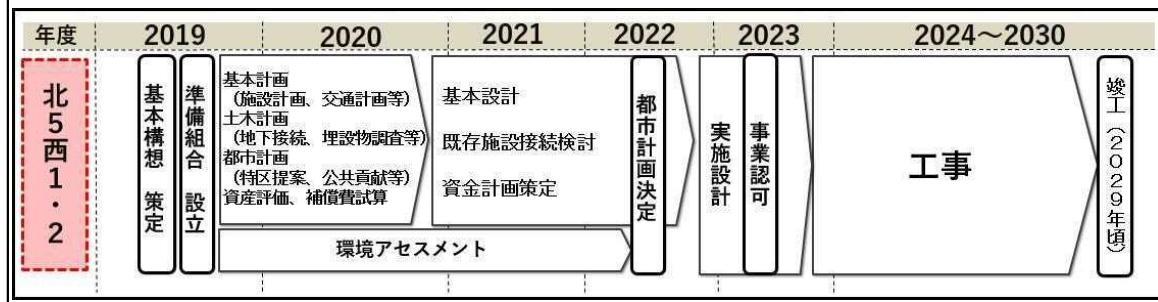 年度 2019 2020 2021 2022 2023 2024～2030
北5西1・2
基本構想 策定
準備組合 設立
基本計画
（施設計画、交通計画等）
土木計画
（地下接続、埋設物調査等）
都市計画
（特区提案、公共貢献等）
資産評価、補償費試算
環境アセスメント
基本設計
既存施設接続検討
資金計画策定
都市計画決定
実施設計
事業認可
工事
竣工（2029年頃）